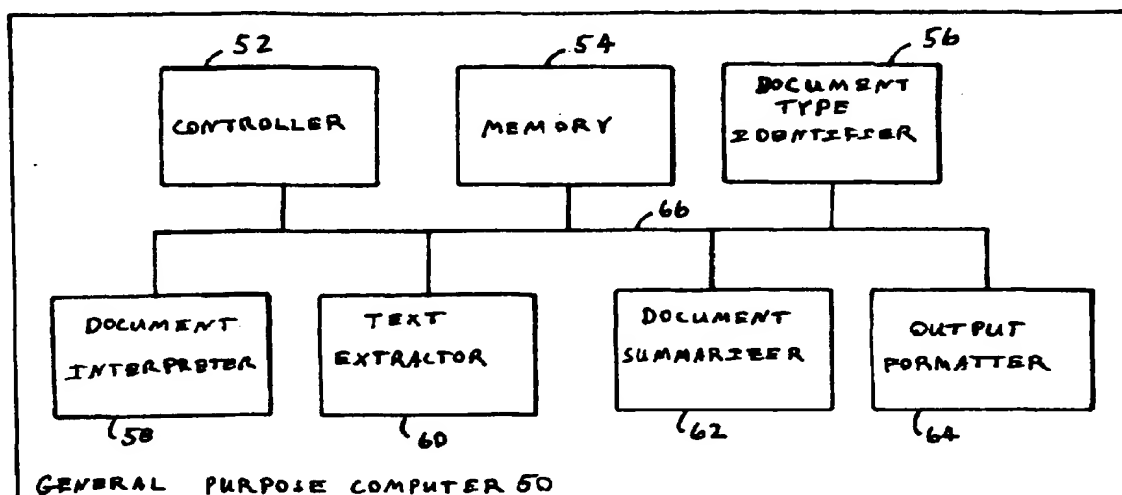 52
54
56
CONTROLLER
MEMORY
DOCUMENT
TYPE
IDENTIFIER
66
DOCUMENT
INTERPRETER
TEXT
EXTRACTOR
DOCUMENT
SUMMARIZER
OUTPUT
FORMATTER
58
60
62
64
GENERAL PURPOSE COMPUTER 50